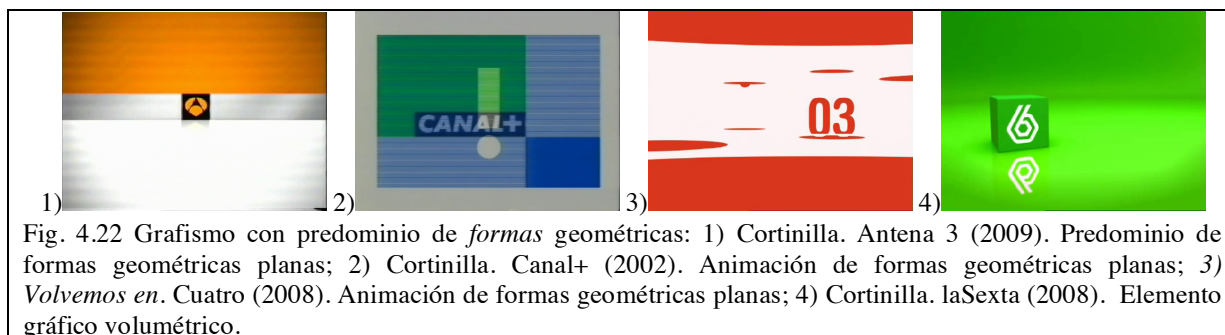 1)
2)
CANAL+
3)
03
4)
6
Fig. 4.22 Grafismo con predominio de formas geométricas: 1) Cortinilla. Antena 3 (2009). Predominio de
formas geométricas planas; 2) Cortinilla. Canal+ (2002). Animación de formas geométricas planas; 3)
Volvemos en. Cuatro (2008). Animación de formas geométricas planas; 4) Cortinilla. laSexta (2008). Elemento
gráfico volumétrico.